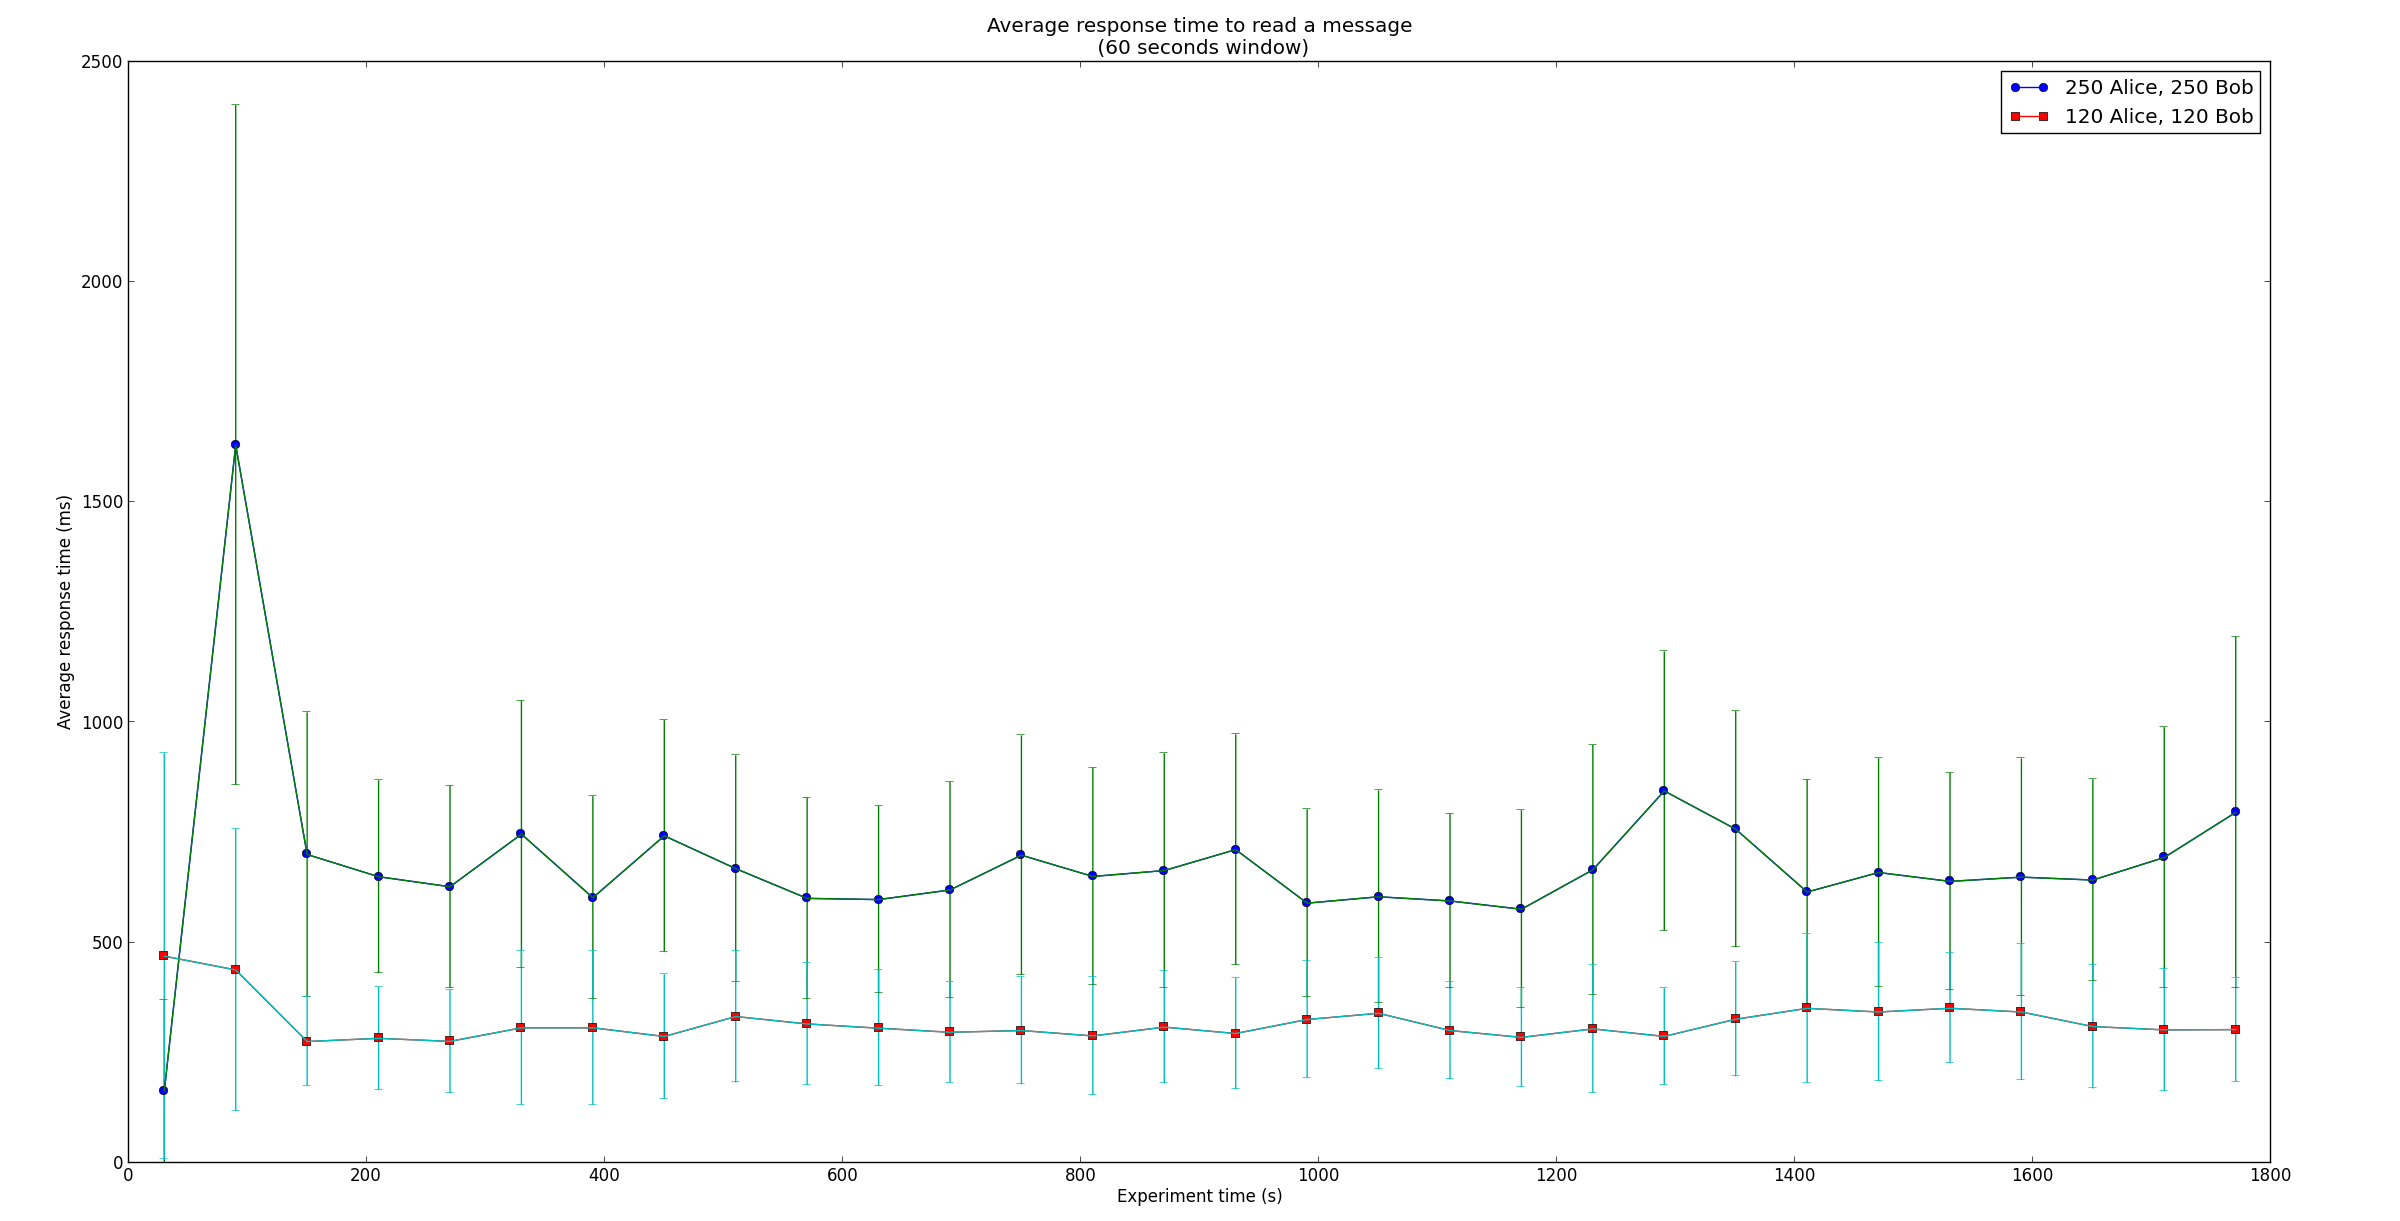 Average response time to read a message
(60 seconds window)
250 Alice, 250 Bob
120 Alice, 120 Bob
Average response time (ms)
2500
2000
1500
1000
500
0
0 200 400 600 800 1000 1200 1400 1600 1800
Experiment time (s)